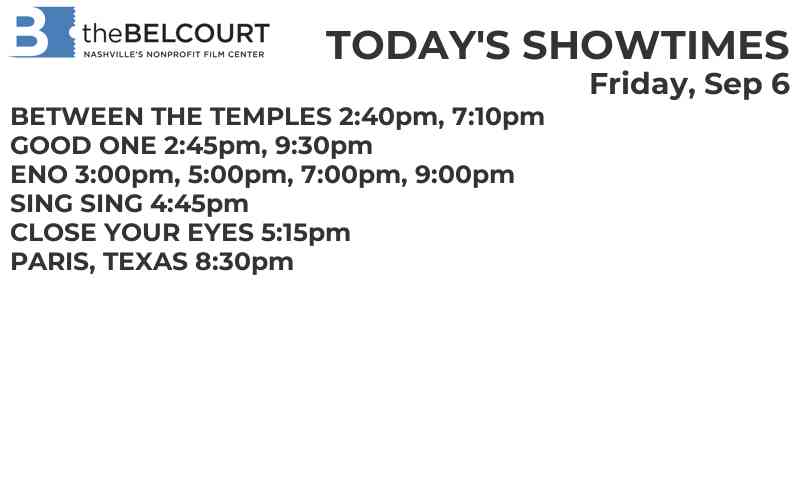 B theBELCOURT
NASHVILLE'S NONPROFIT FILM CENTER
TODAY'S SHOWTIMES
Friday, Sep 6
BETWEEN THE TEMPLES 2:40pm, 7:10pm
GOOD ONE 2:45pm, 9:30pm
ENO 3:00pm, 5:00pm, 7:00pm, 9:00pm
SING SING 4:45pm
CLOSE YOUR EYES 5:15pm
PARIS, TEXAS 8:30pm